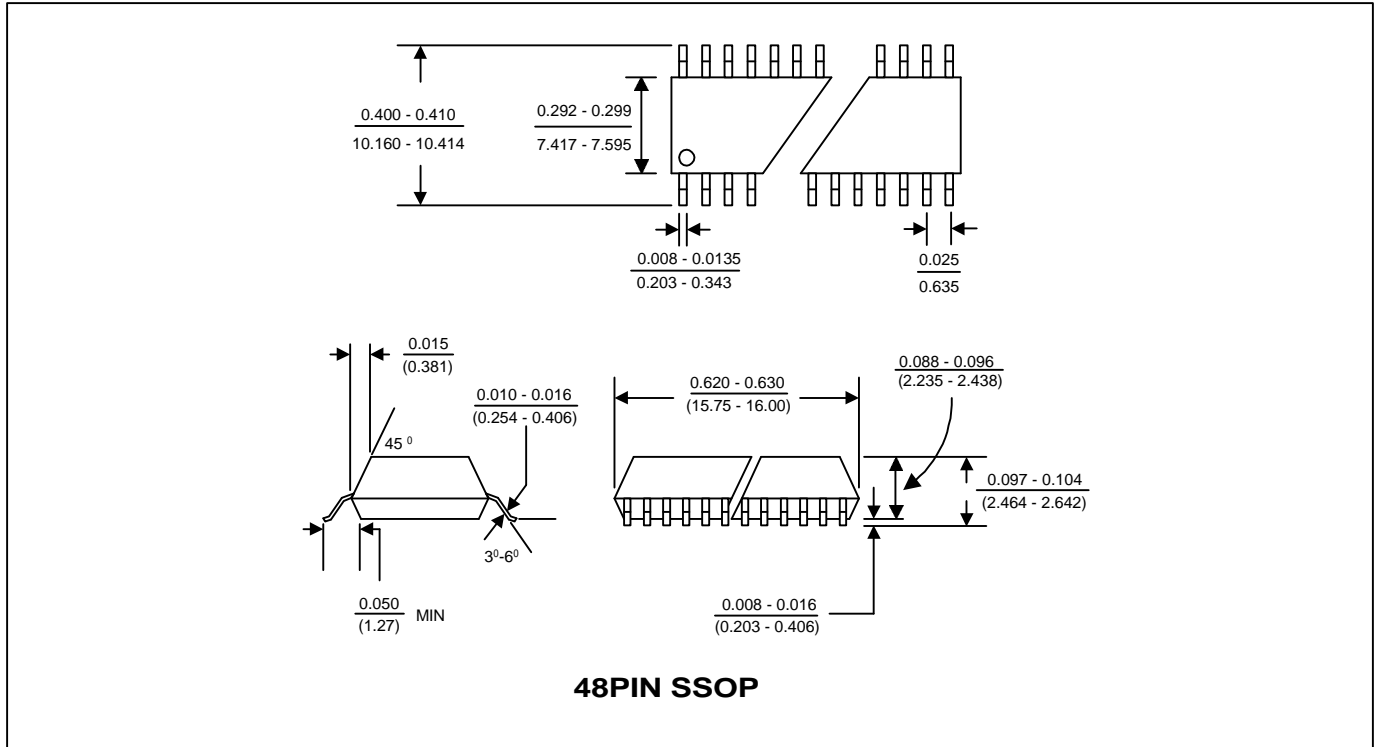 0.400 - 0.410
10.160 - 10.414
0.292 - 0.299
7.417 - 7.595
0.008 - 0.0135
0.203 - 0.343
0.025
0.635
0.015
(0.381)
0.010 - 0.016
(0.254 - 0.406)
45 ⁰
3⁰-6⁰
0.050
(1.27)
MIN
0.620 - 0.630
(15.75 - 16.00)
0.088 - 0.096
(2.235 - 2.438)
0.097 - 0.104
(2.464 - 2.642)
0.008 - 0.016
(0.203 - 0.406)
48PIN SSOP